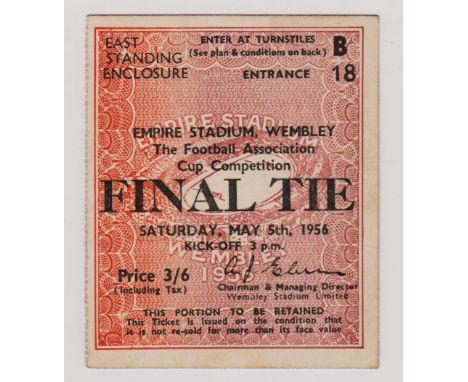 EAST
STANDING
ENCLOSURE
ENTER AT TURNSTILES
(See plan & conditions on back)
ENTRANCE
B
18
EMPIRE STADIUM, WEMBLEY
The Football Association
Cup Competition
FINAL TIE
SATURDAY, MAY 5th, 1956
KICK-OFF 3 p.m.
Price 3/6
(Including Tax)
Chairman & Managing Director
Wembley Stadium Limited
THIS PORTION TO BE RETAINED
This Ticket is issued on the condition that
it is not re-sold for more than its face value
EMPIRE STADIUM
WEMBLEY